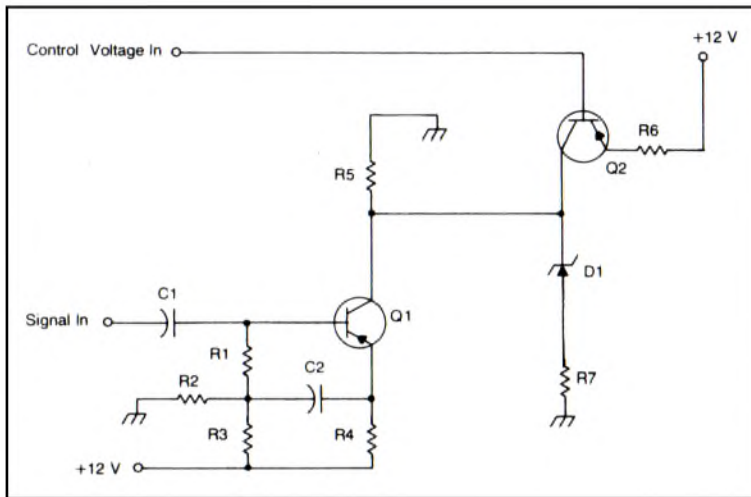 Control Voltage In
+12 V
R6
Q2
R5
D1
C1
Signal In
Q1
R1
C2
R2
R7
R3
R4
+12 V